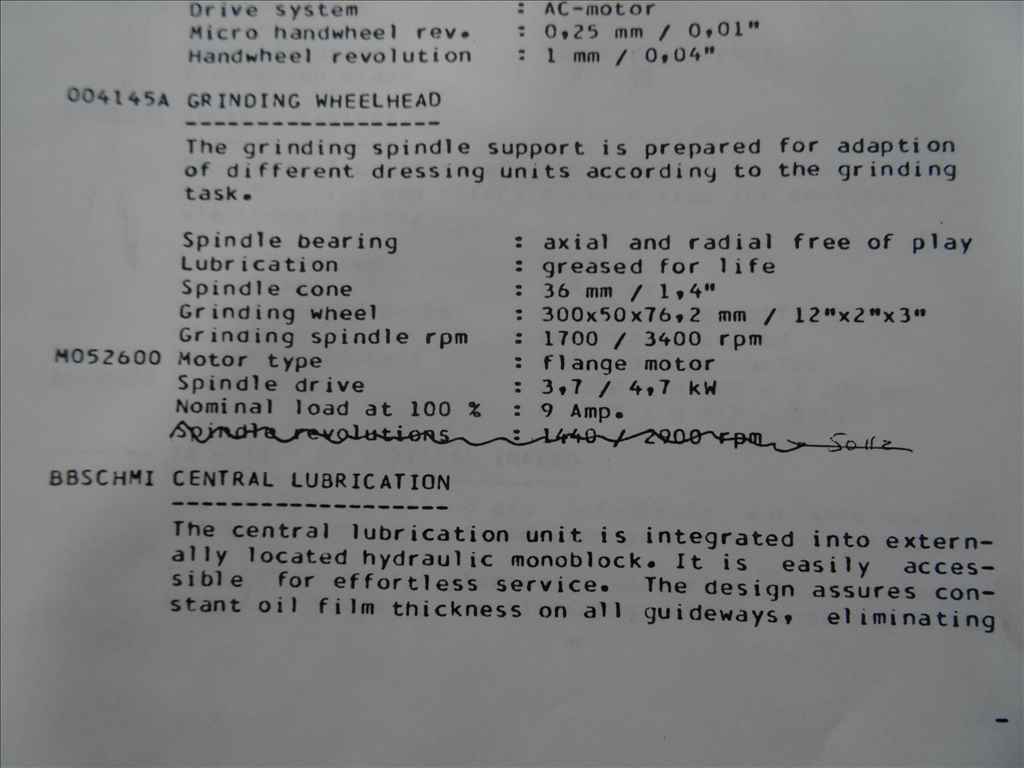 Drive system : AC-motor
Micro handwheel rev. : 0,25 mm / 0,01"
Handwheel revolution : 1 mm / 0,04"
004145A GRINDING WHEELHEAD
------------------
The grinding spindle support is prepared for adaption
of different dressing units according to the grinding
task.
Spindle bearing : axial and radial free of play
Lubrication : greased for life
Spindle cone : 36 mm / 1,4"
Grinding wheel : 300x50x76,2 mm / 12"x2"x3"
Grinding spindle rpm : 1700 / 3400 rpm
M052600 Motor type : flange motor
Spindle drive : 3,7 / 4,7 kW
Nominal load at 100 % : 9 Amp.
Spindle revolutions : 1440 / 2900 rpm 50Hz
BBSCHMI CENTRAL LUBRICATION
-------------------
The central lubrication unit is integrated into extern-
ally located hydraulic monoblock. It is easily acces-
sible for effortless service. The design assures con-
stant oil film thickness on all guideways, eliminating
-